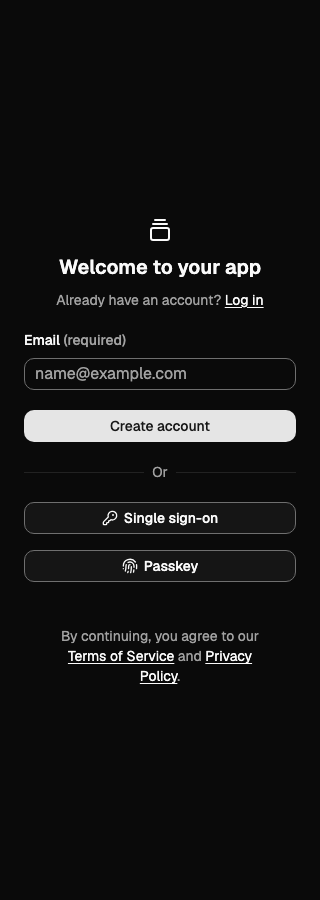 Welcome to your app
Already have an account? Log in
Email (required)
name@example.com
Create account
Or
Single sign-on
Passkey
By continuing, you agree to our
Terms of Service and Privacy
Policy.